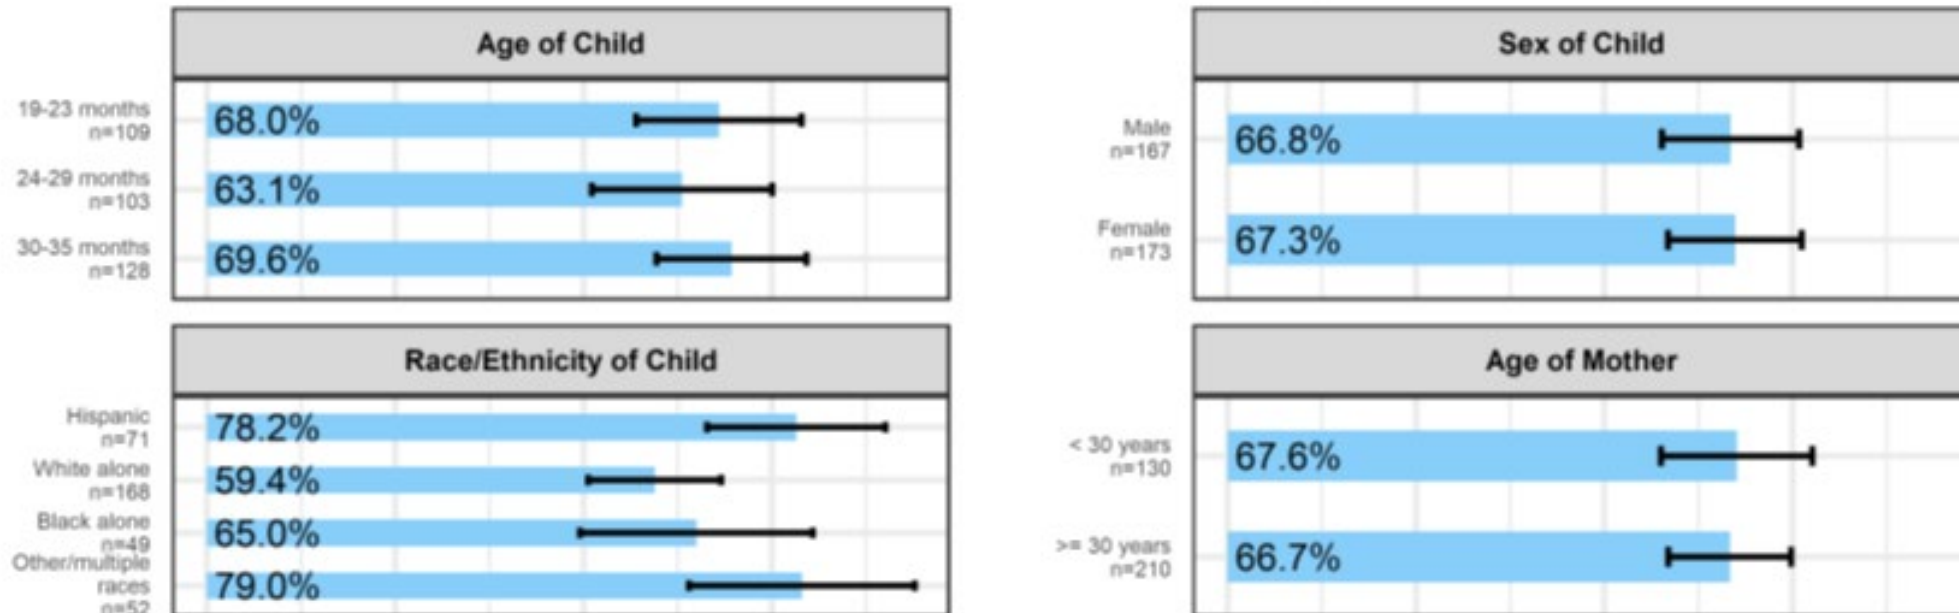 Age of Child
19-23 months
n=109
68.0%
24-29 months
n=103
63.1%
30-35 months
n=128
69.6%
Sex of Child
Male
n=167
66.8%
Female
n=173
67.3%
Race/Ethnicity of Child
Hispanic
n=71
78.2%
White alone
n=168
59.4%
Black alone
n=49
65.0%
Other/multiple
races
n=52
79.0%
Age of Mother
< 30 years
n=130
67.6%
>= 30 years
n=210
66.7%